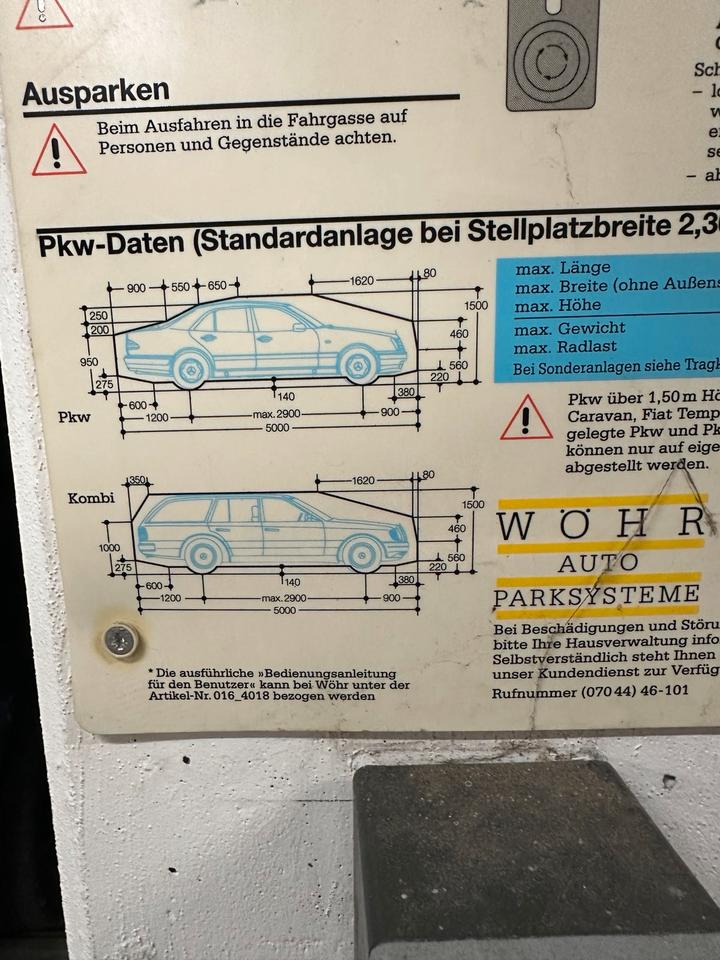 Ausparken
Beim Ausfahren in die Fahrgasse auf
Personen und Gegenstände achten.
Sch
–
–
Pkw-Daten (Standardanlage bei Stellplatzbreite 2,3
max. Länge
max. Breite (ohne Außens
max. Höhe
max. Gewicht
max. Radlast
Bei Sonderanlagen siehe Tragk
900 550 650 1620 80
1500
250
200
460
950
560
275
220
380
140
600
Pkw
1200 max. 2900 900
5000
Pkw über 1,50 m Hö
Caravan, Fiat Temp
gelegte Pkw und Pk
können nur auf eige
abgestellt werden.
350 1620 80
Kombi
1500
460
1000
560
275
220
380
140
600
1200 max. 2900 900
5000
WÖHR
AUTO
PARKSYSTEME
Bei Beschädigungen und Störu
bitte Ihre Hausverwaltung info
Selbstverständlich steht Ihnen
unser Kundendienst zur Verfüg
Rufnummer (07044) 46-101
* Die ausführliche »Bedienungsanleitung
für den Benutzer« kann bei Wöhr unter der
Artikel-Nr. 016_4018 bezogen werden